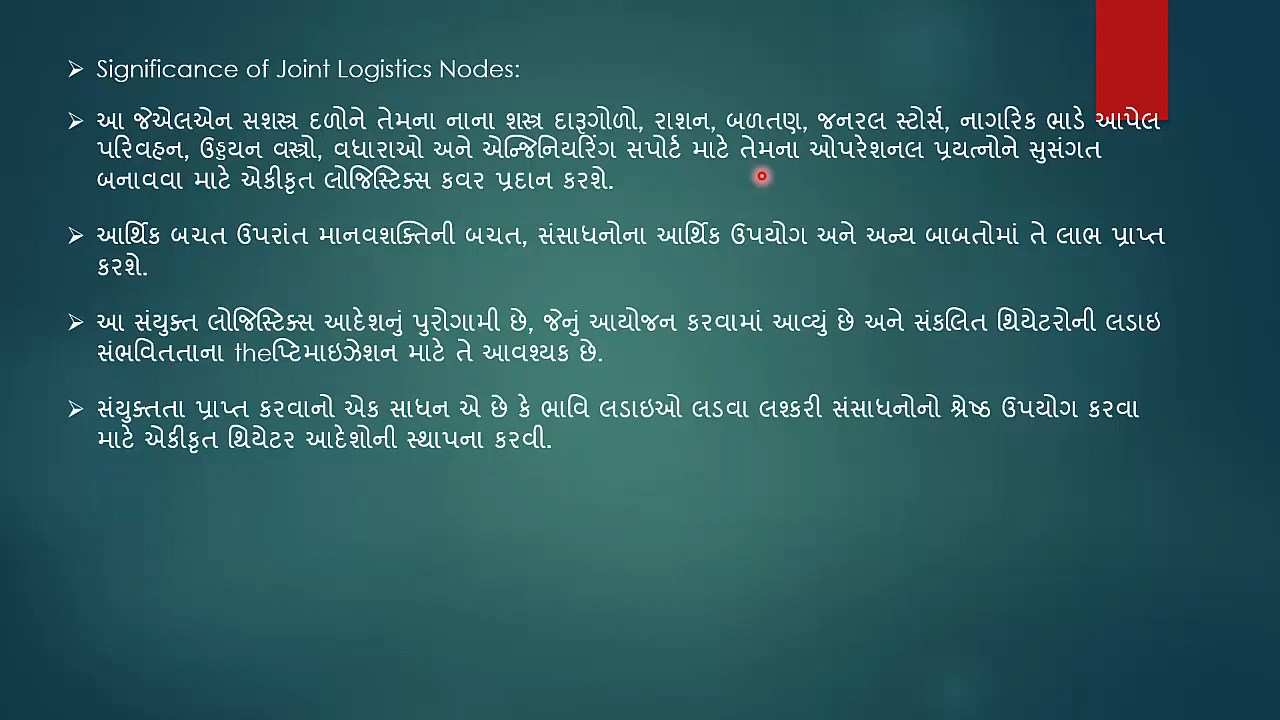 Significance of Joint Logistics Nodes:
આ જેએલએન સશસ્ત્ર દળોને તેમના નાના શસ્ત્ર દારૂગોળો, રાશન, બળતણ, જનરલ સ્ટોર્સ, નાગરિક ભાડે આપેલ
પરિવહન, ઉડ્ડયન વસ્ત્રો, વધારાઓ અને એન્જિનિયરિંગ સપોર્ટ માટે તેમના ઓપરેશનલ પ્રયત્નોને સુસંગત
બનાવવા માટે એકીકૃત લોજિસ્ટિક્સ કવર પ્રદાન કરશે.
આર્થિક બચત ઉપરાંત માનવશક્તિની બચત, સંસાધનોના આર્થિક ઉપયોગ અને અન્ય બાબતોમાં તે લાભ પ્રાપ્ત
કરશે.
આ સંયુક્ત લોજિસ્ટિક્સ આદેશનું પુરોગામી છે, જેનું આયોજન કરવામાં આવ્યું છે અને સંકલિત થિયેટરોની લડાઇ
સંભવિતતાના theપ્ટિમાઇઝેશન માટે તે આવશ્યક છે.
સંયુક્તતા પ્રાપ્ત કરવાનો એક સાધન એ છે કે ભાવિ લડાઇઓ લડવા લશ્કરી સંસાધનોનો શ્રેષ્ઠ ઉપયોગ કરવા
માટે એકીકૃત થિયેટર આદેશોની સ્થાપના કરવી.